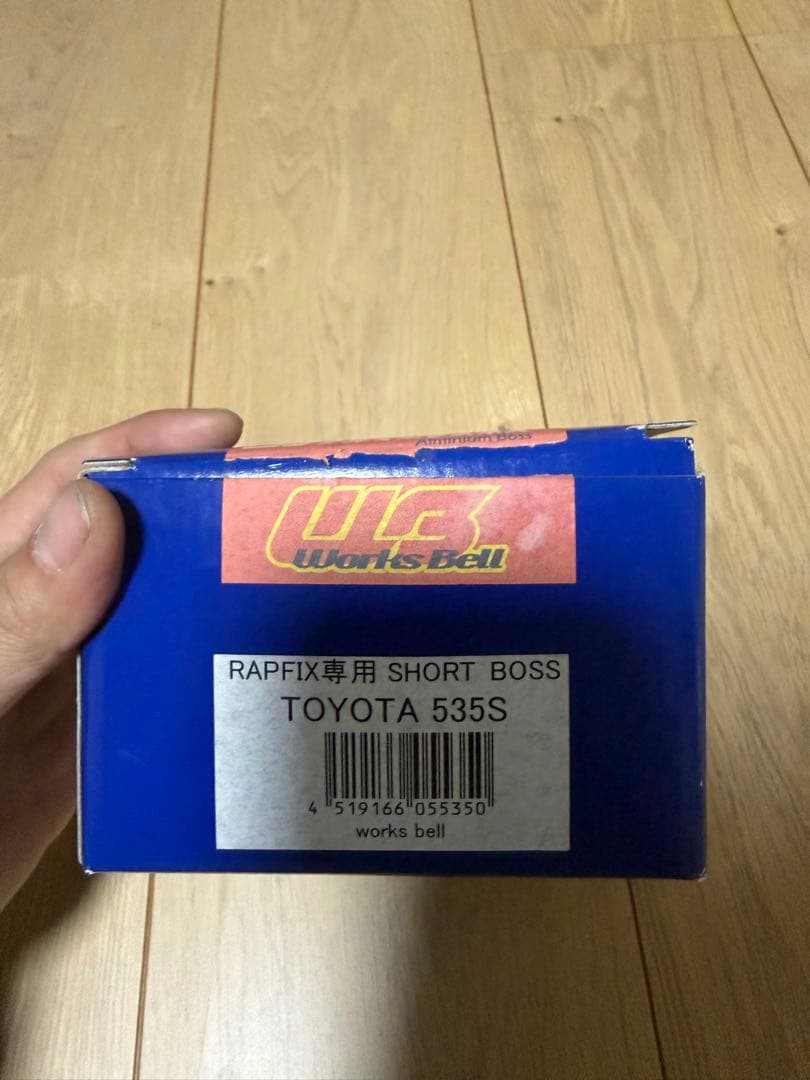 Aliminium Boss
WB
Works Bell
RAPFIX専用 SHORT BOSS
TOYOTA 535S
4 519166 055350
works bell